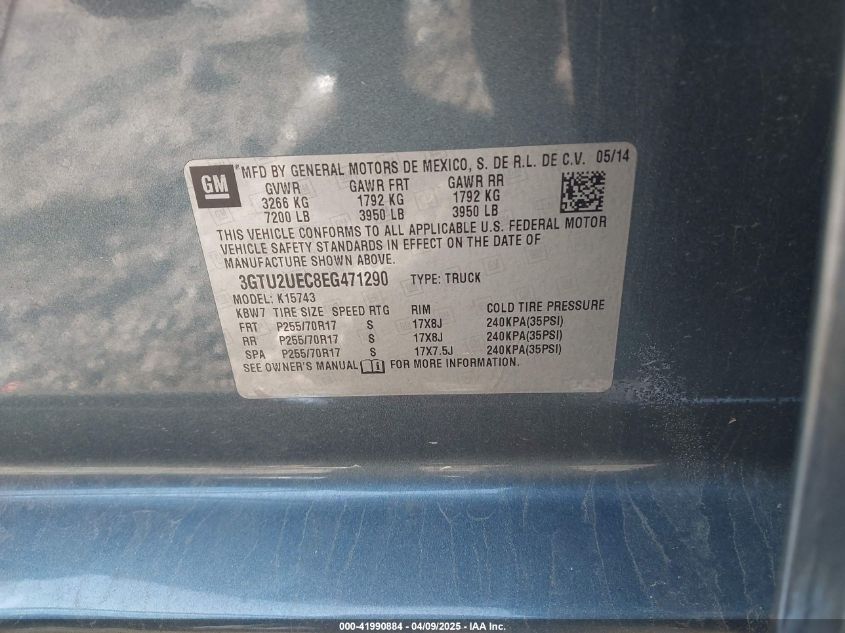 GM
MFD BY GENERAL MOTORS DE MEXICO, S. DE R.L. DE C.V. 05/14
GVWR GAWR FRT GAWR RR
3266 KG 1792 KG 1792 KG
7200 LB 3950 LB 3950 LB
THIS VEHICLE CONFORMS TO ALL APPLICABLE U.S. FEDERAL MOTOR
VEHICLE SAFETY STANDARDS IN EFFECT ON THE DATE OF
MANUFACTURE SHOWN ABOVE.
3GTU2UEC8EG471290 TYPE: TRUCK
MODEL: K15743
KBW7 TIRE SIZE SPEED RTG RIM COLD TIRE PRESSURE
FRT P255/70R17 S 17X8J 240KPA(35PSI)
RR P255/70R17 S 17X8J 240KPA(35PSI)
SPA P255/70R17 S 17X7.5J 240KPA(35PSI)
SEE OWNER'S MANUAL FOR MORE INFORMATION.
000-41990884 - 04/09/2025 - IAA Inc.